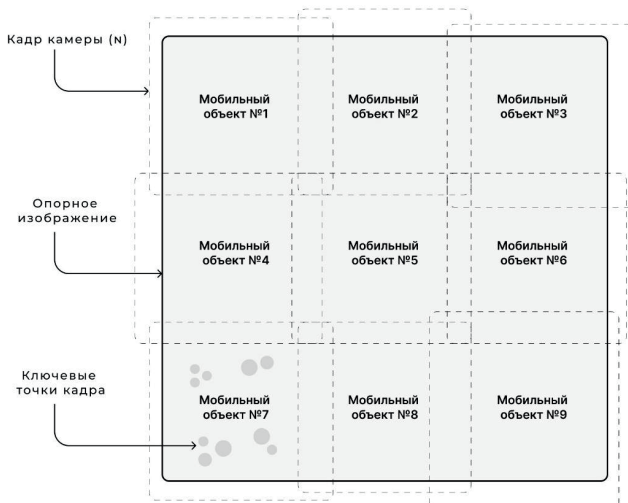 Кадр камеры (N)
Мобильный
объект №1
Мобильный
объект №2
Мобильный
объект №3
Опорное
изображение
Мобильный
объект №4
Мобильный
объект №5
Мобильный
объект №6
Ключевые
точки кадра
Мобильный
объект №7
Мобильный
объект №8
Мобильный
объект №9